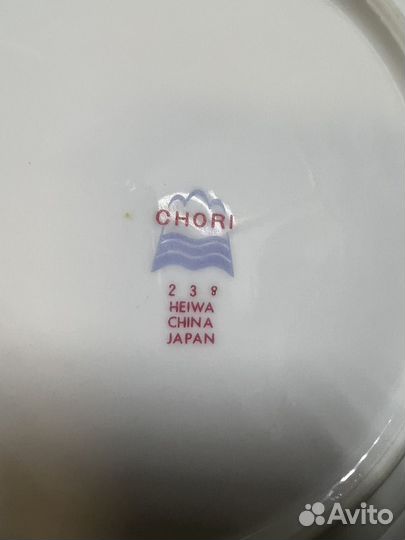 CHORI
2 3 8
HEIWA
CHINA
JAPAN
Avito